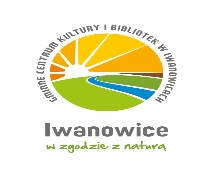 GMINNE CENTRUM KULTURY I BIBLIOTEK W IWANOWICACH
Iwanowice
w zgodzie z naturą